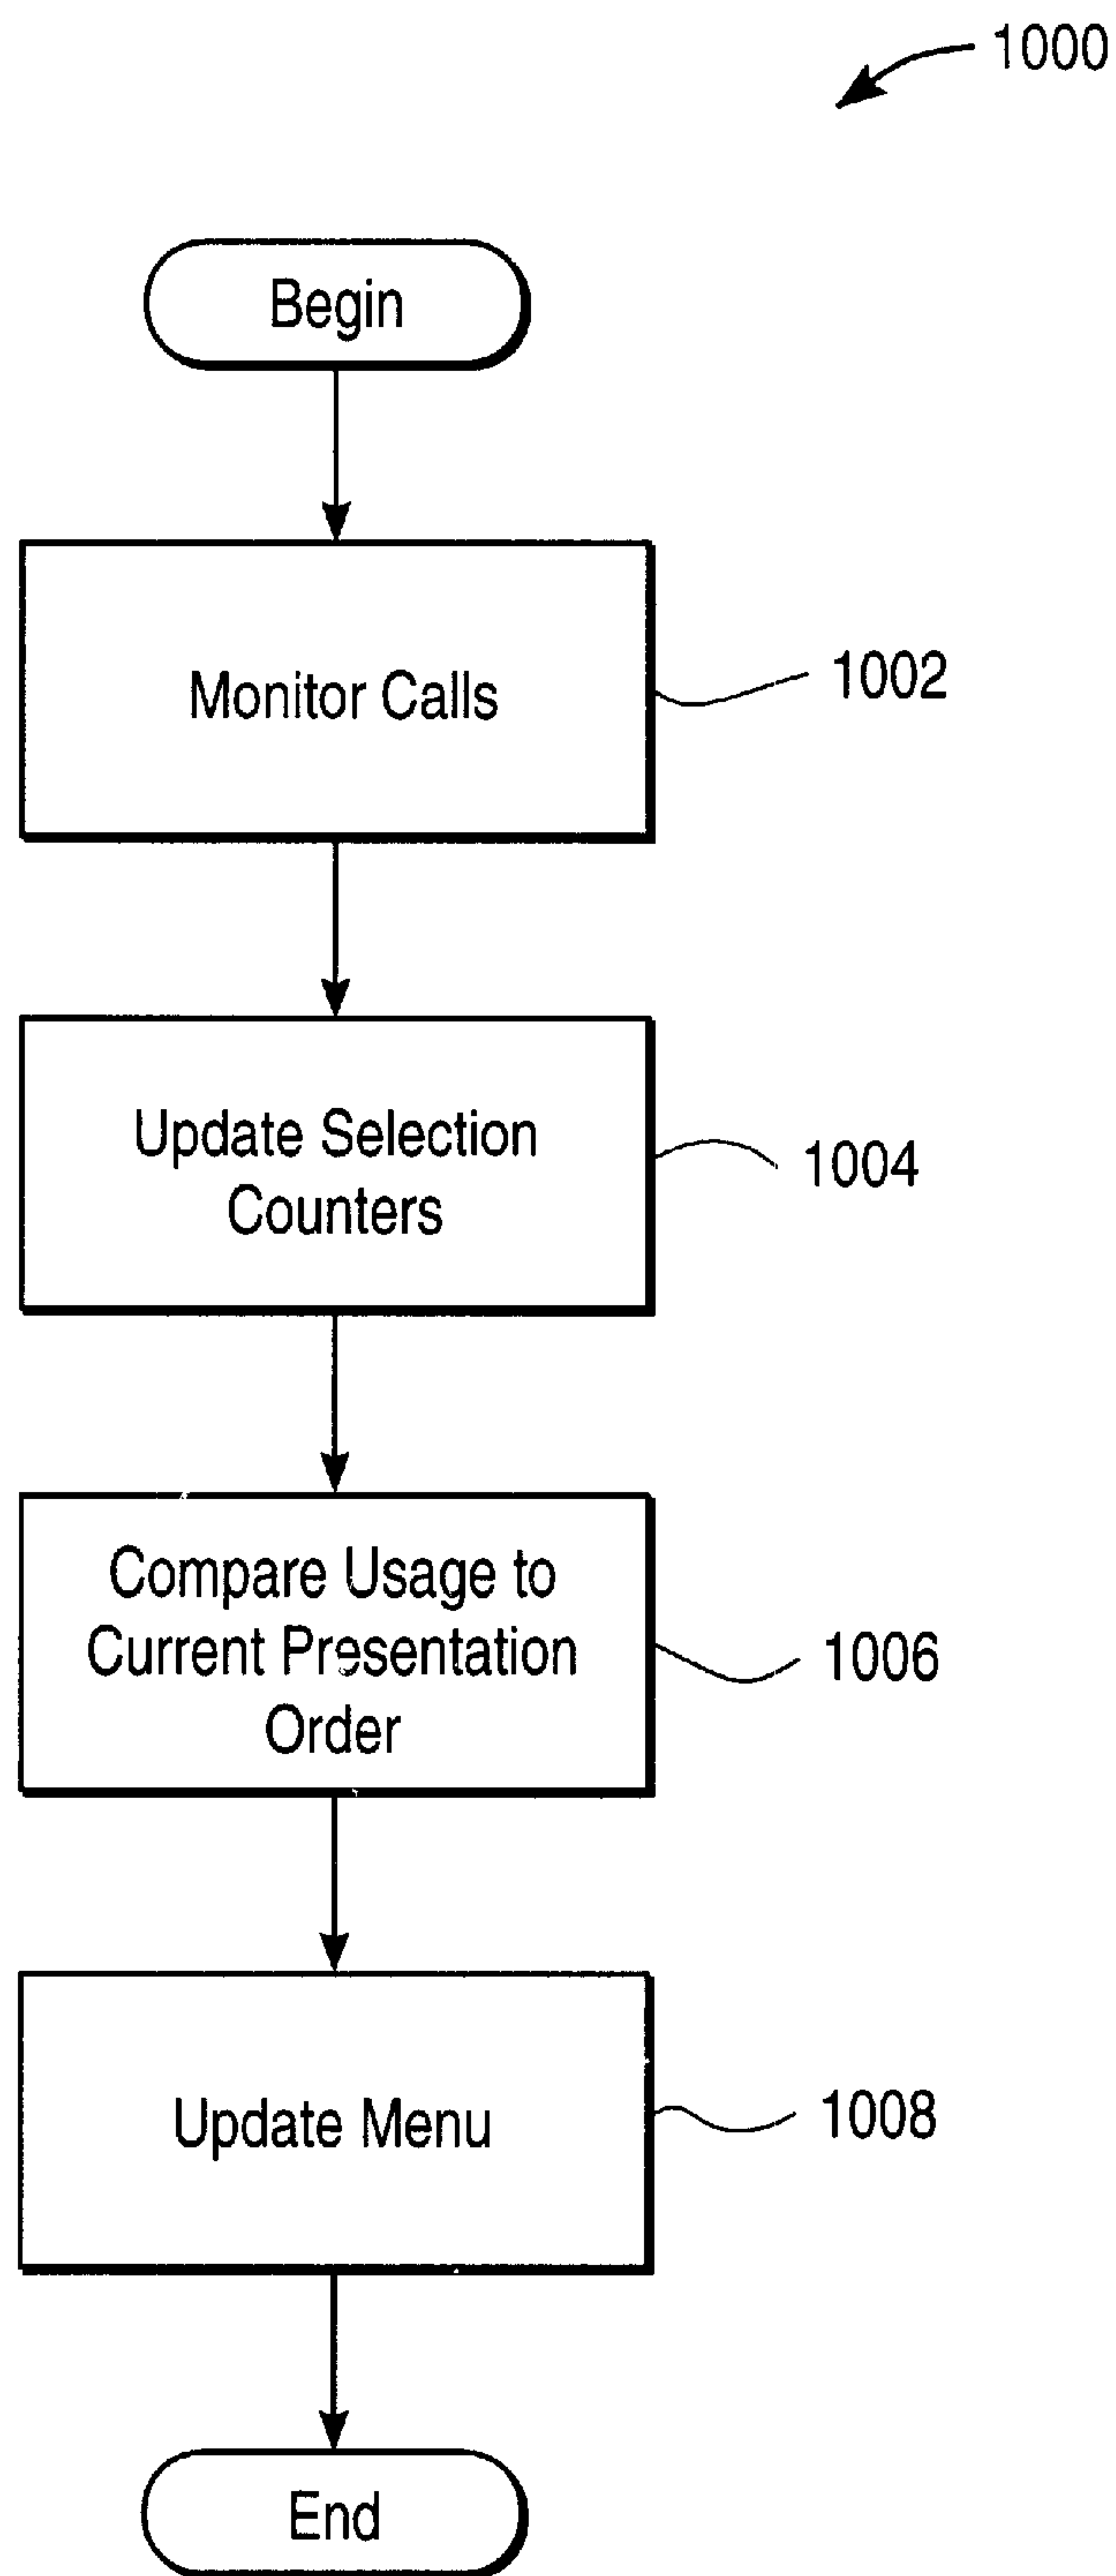 1000
Begin
Monitor Calls
1002
Update Selection
Counters
1004
Compare Usage to
Current Presentation
Order
1006
Update Menu
1008
End